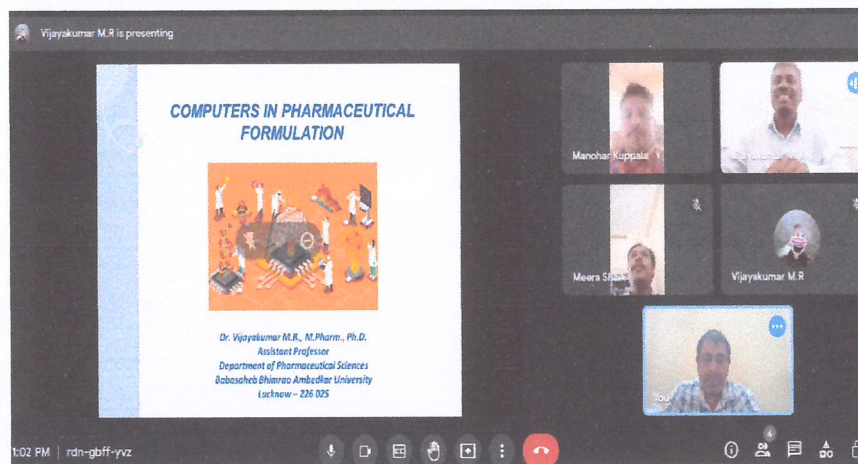 Vijayakumar M.R is presenting
COMPUTERS IN PHARMACEUTICAL
FORMULATION
Dr. Vijayakumar M.R., M.Pharm., Ph.D.
Assistant Professor
Department of Pharmaceutical Sciences
Babasaheb Bhimrao Ambedkar University
Lucknow – 226 025
Manohar Kuppala
Meera
Vijayakumar M.R
You
1:02 PM | rdn-gbff-yvz
CC